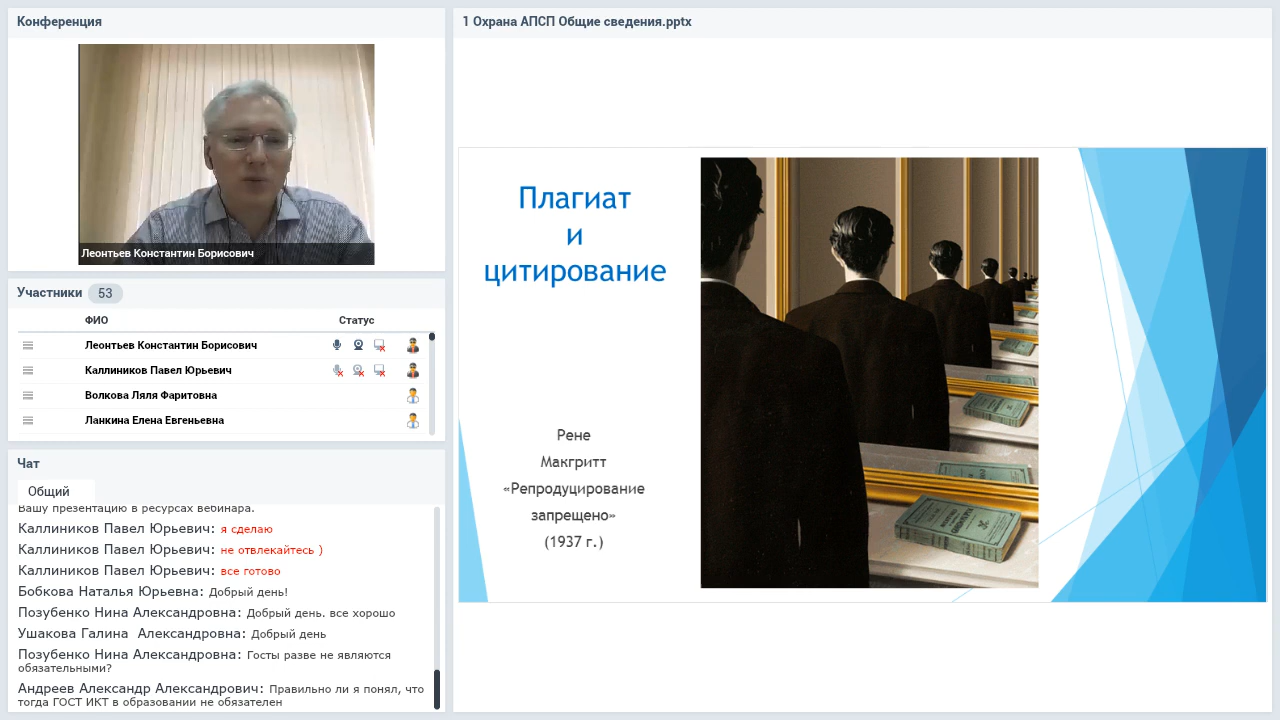 Конференция
Леонтьев Константин Борисович
Участники 53
ФИО Статус
Леонтьев Константин Борисович
Каллиников Павел Юрьевич
Волкова Ляля Фаритовна
Ланкина Елена Евгеньевна
Чат
Общий
Вашу презентацию в ресурсах вебинара.
Каллиников Павел Юрьевич: я сделаю
Каллиников Павел Юрьевич: не отвлекайтесь )
Каллиников Павел Юрьевич: все готово
Бобкова Наталья Юрьевна: Добрый день!
Позубенко Нина Александровна: Добрый день. все хорошо
Ушакова Галина Александровна: Добрый день
Позубенко Нина Александровна: Госты разве не являются
обязательными?
Андреев Александр Александрович: Правильно ли я понял, что
тогда ГОСТ ИКТ в образовании не обязателен
1 Охрана АПСП Общие сведения.pptx
Плагиат
и
цитирование
Рене
Макгритт
«Репродуцирование
запрещено»
(1937 г.)